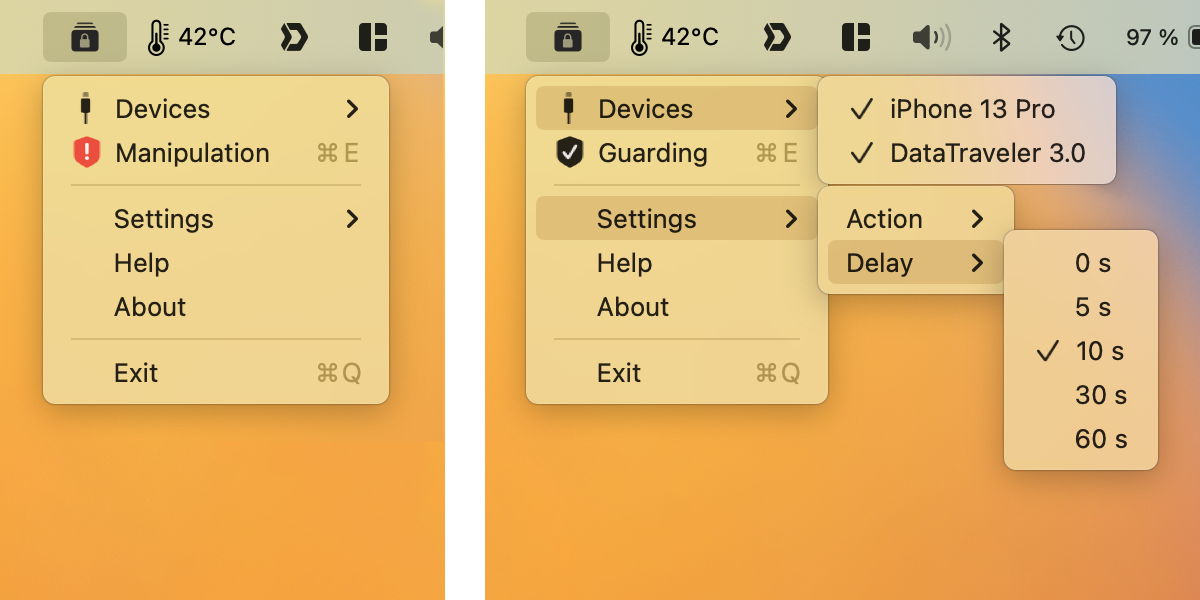 42°C
Devices
Manipulation ⌘E
Settings
Help
About
Exit ⌘Q
42°C 97 %
Devices
Guarding ⌘E
Settings
Help
About
Exit ⌘Q
iPhone 13 Pro
DataTraveler 3.0
Action
Delay
0 s
5 s
10 s
30 s
60 s